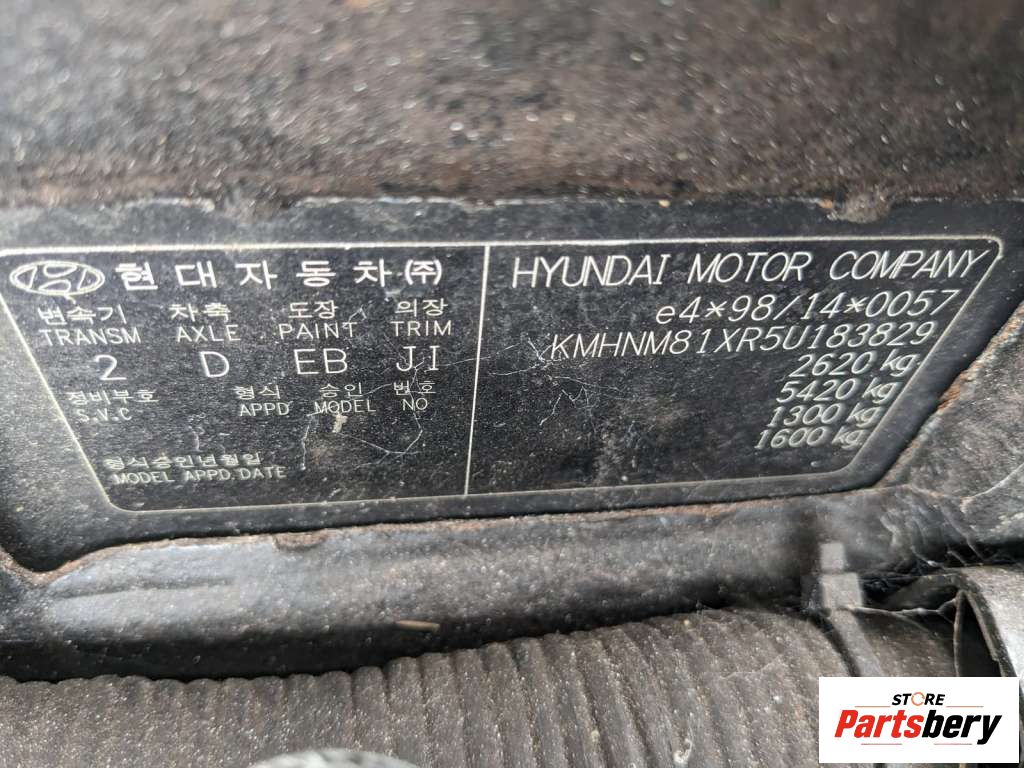 현대자동차(주)
변속기 차축 도장 의장
TRANSM AXLE PAINT TRIM
2 D EB JI
정비부호 형식 승인 번호
S.V.C APPD MODEL NO
형식승인년월일
MODEL APPD.DATE
HYUNDAI MOTOR COMPANY
e4*98/14*0057
KMHNM81XR5U183829
2620 kg
5420 kg
1300 kg
1600 kg
STORE
Partsbery